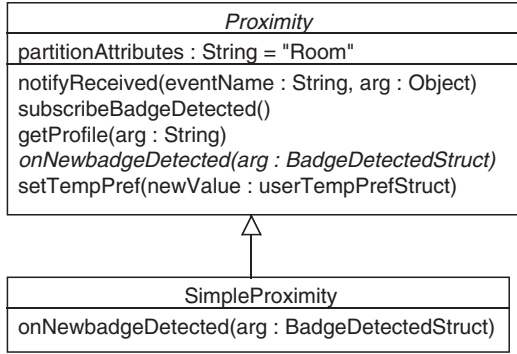 Proximity
partitionAttributes : String = "Room"
notifyReceived(eventName : String, arg : Object)
subscribeBadgeDetected()
getProfile(arg : String)
onNewbadgeDetected(arg : BadgeDetectedStruct)
setTempPref(newValue : userTempPrefStruct)
SimpleProximity
onNewbadgeDetected(arg : BadgeDetectedStruct)